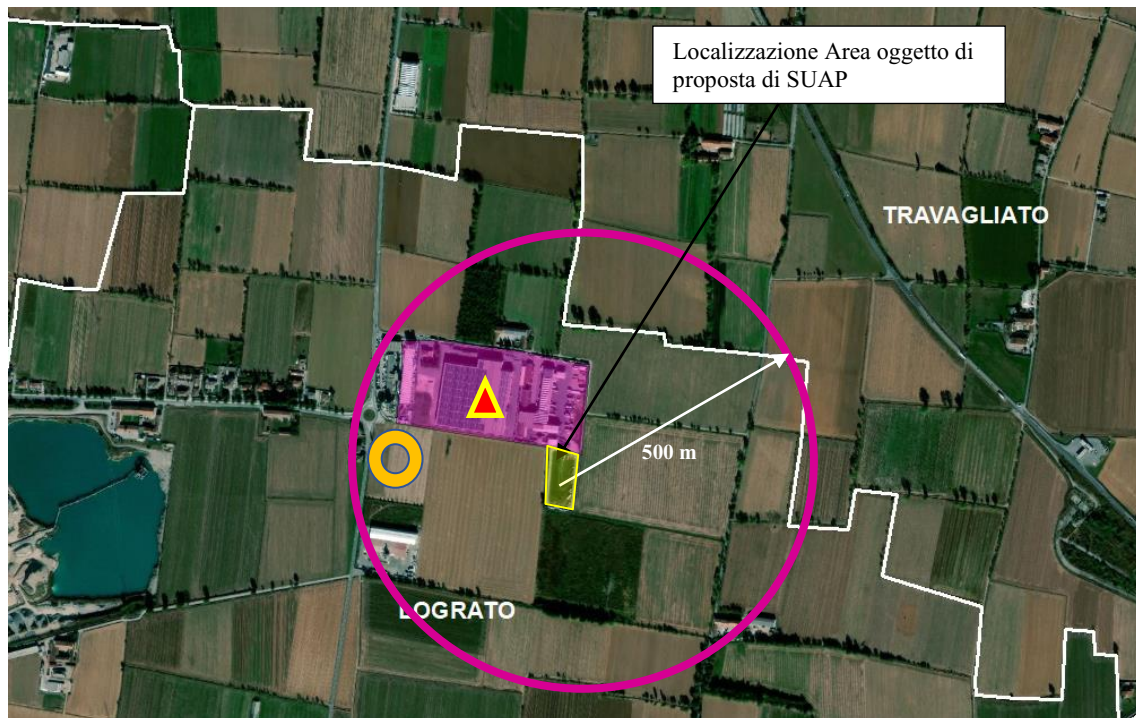 Localizzazione Area oggetto di
proposta di SUAP
TRAVAGLIATO
500 m
LOGRATO